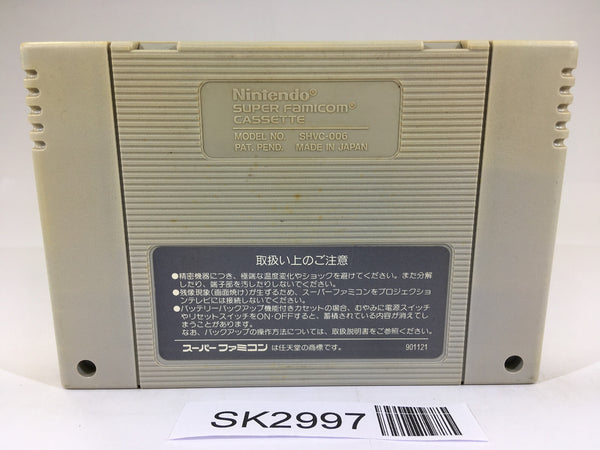 Nintendo®
SUPER FAMICOM®
CASSETTE
MODEL NO. SHVC-006
PAT. PEND. MADE IN JAPAN
取扱い上のご注意
●精密機器につき、極端な温度変化やショックを避けてください。また分解
したり、端子部を汚したりしないでください。
●残像現象(画面焼け)が生ずるため、スーパーファミコンをプロジェクション
テレビには接続しないでください。
●バッテリーバックアップ機能付きカセットの場合、むやみに電源スイッチ
やリセットスイッチをON・OFFすると、蓄積されている内容が消えてし
まうことがあります。
なお、バックアップの操作方法については、取扱説明書をご参照ください。
スーパーファミコン は任天堂の商標です。 901121
SK2997